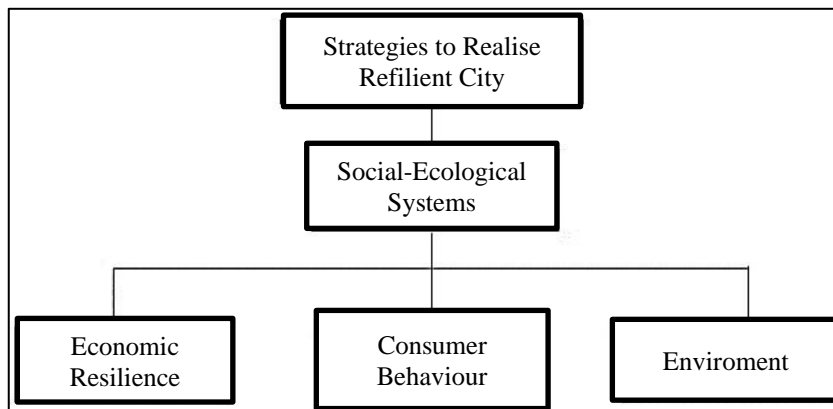 Strategies to Realise
Refilient City
Social-Ecological
Systems
Economic
Resilience
Consumer
Behaviour
Enviroment